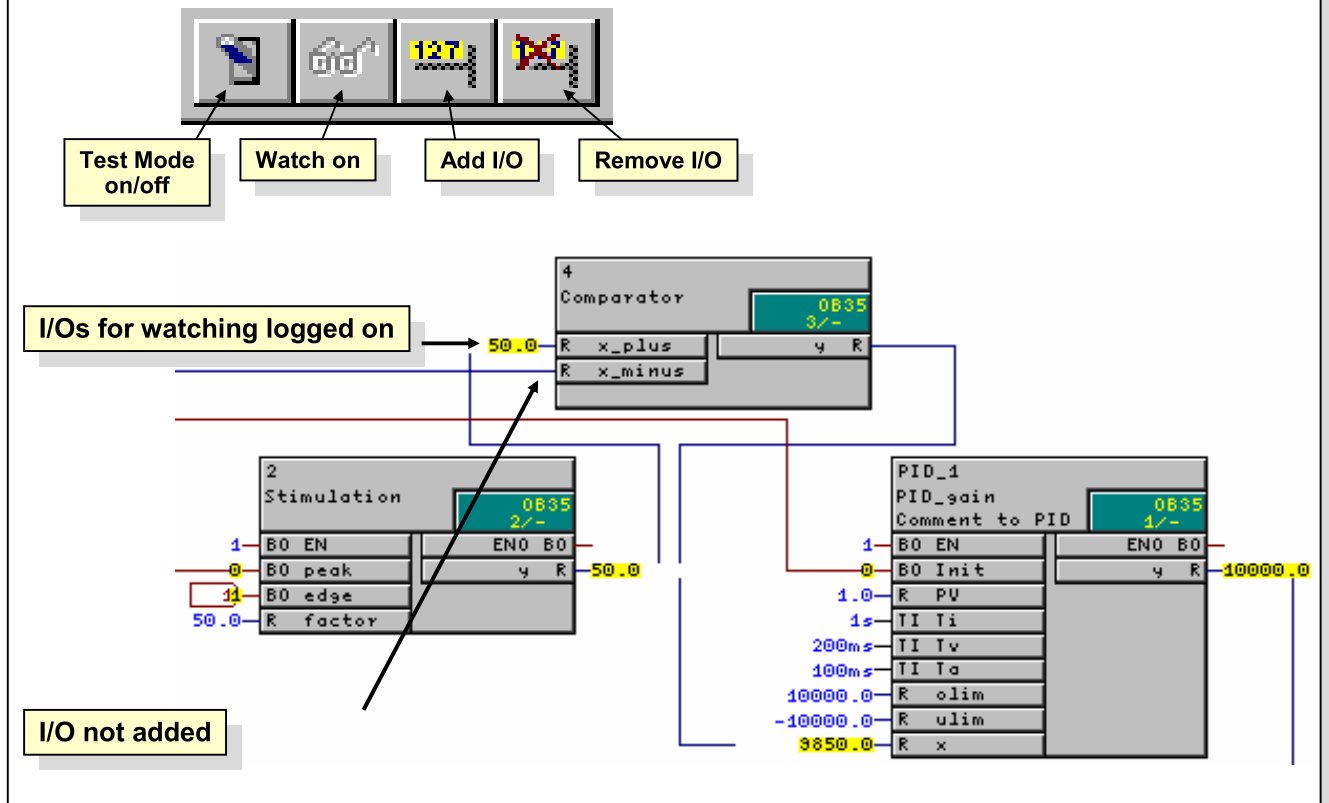 127
Test Mode
on/off
Watch on
Add I/O
Remove I/O
4
Comparator
OB35
3/-
I/Os for watching logged on
50.0
R x_plus
y R
R x_minus
2
Stimulation
OB35
2/-
1
BO EN
ENO BO
0
BO peak
y R
50.0
1
BO edge
50.0
R factor
PID_1
PID_gain
Comment to PID
OB35
1/-
1
BO EN
ENO BO
0
BO Init
y R
10000.0
1.0
R PV
1s
TI Ti
200ms
TI Tv
100ms
TI Ta
10000.0
R olim
-10000.0
R ulim
9850.0
R x
I/O not added